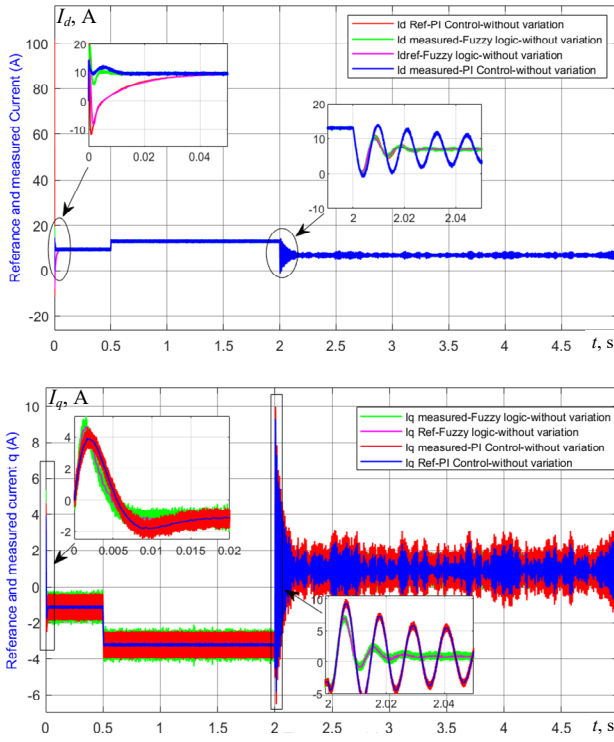 I_d, A
Referance and measured Current (A)
100
80
60
40
20
0
-20
Id Ref-PI Control-without variation
Id measured-Fuzzy logic-without variation
Idref-Fuzzy logic-without variation
Id measured-PI Control-without variation
20
10
0
-10
0 0.02 0.04
20
10
0
-10
2 2.02 2.04
0 0.5 1 1.5 2 2.5 3 3.5 4 4.5
t, s
I_q, A
Referance and measured current q (A)
10
8
6
4
2
0
-2
-4
-6
Iq measured-Fuzzy logic-without variation
Iq Ref-Fuzzy logic-without variation
Iq measured-PI Control-without variation
Iq Ref-PI Control-without variation
4
2
0
-2
0 0.005 0.01 0.015 0.02
10
5
0
-5
2 2.02 2.04
0 0.5 1 1.5 2 2.5 3 3.5 4 4.5
t, s